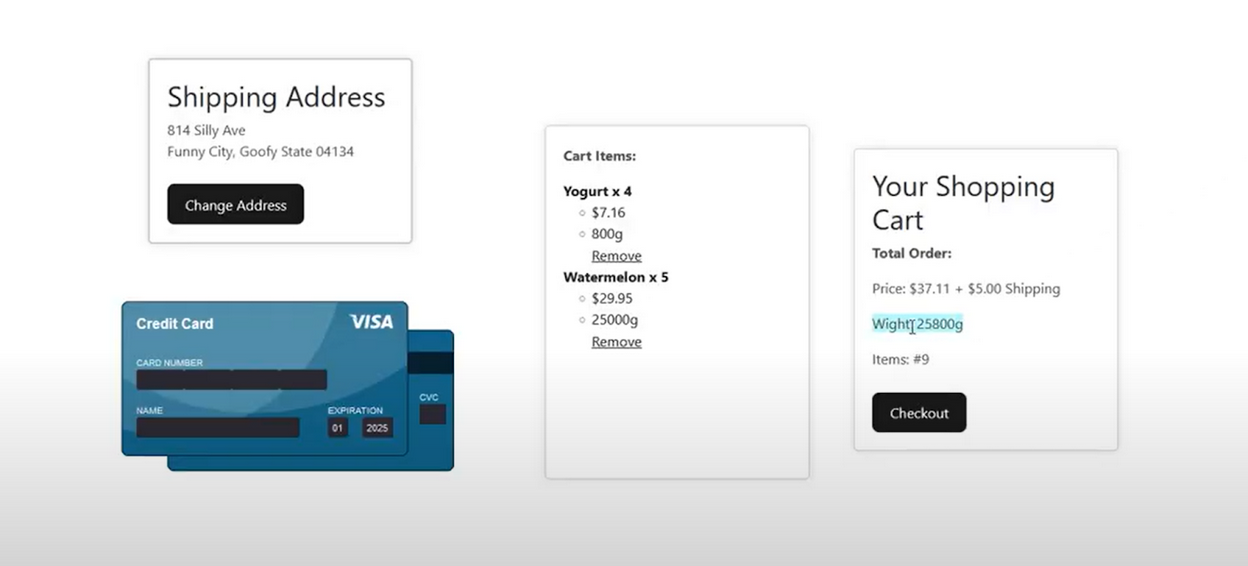 Shipping Address
814 Silly Ave
Funny City, Goofy State 04134
Change Address
Credit Card
VISA
CARD NUMBER
NAME
EXPIRATION
01
2025
CVC
Cart Items:
Yogurt x 4
$7.16
800g
Remove
Watermelon x 5
$29.95
25000g
Remove
Your Shopping
Cart
Total Order:
Price: $37.11 + $5.00 Shipping
Wight: 25800g
Items: #9
Checkout